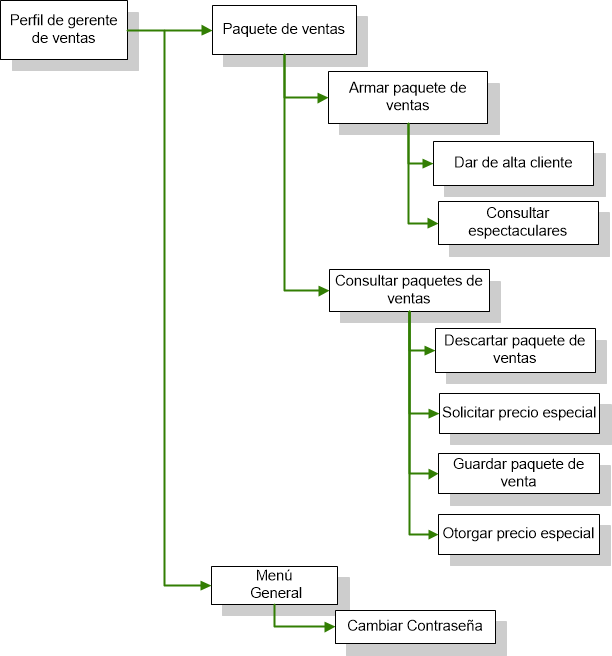 Perfil de gerente
de ventas
Paquete de ventas
Armar paquete de
ventas
Dar de alta cliente
Consultar
espectaculares
Consultar paquetes de
ventas
Descartar paquete de
ventas
Solicitar precio especial
Guardar paquete de
venta
Otorgar precio especial
Menú
General
Cambiar Contraseña